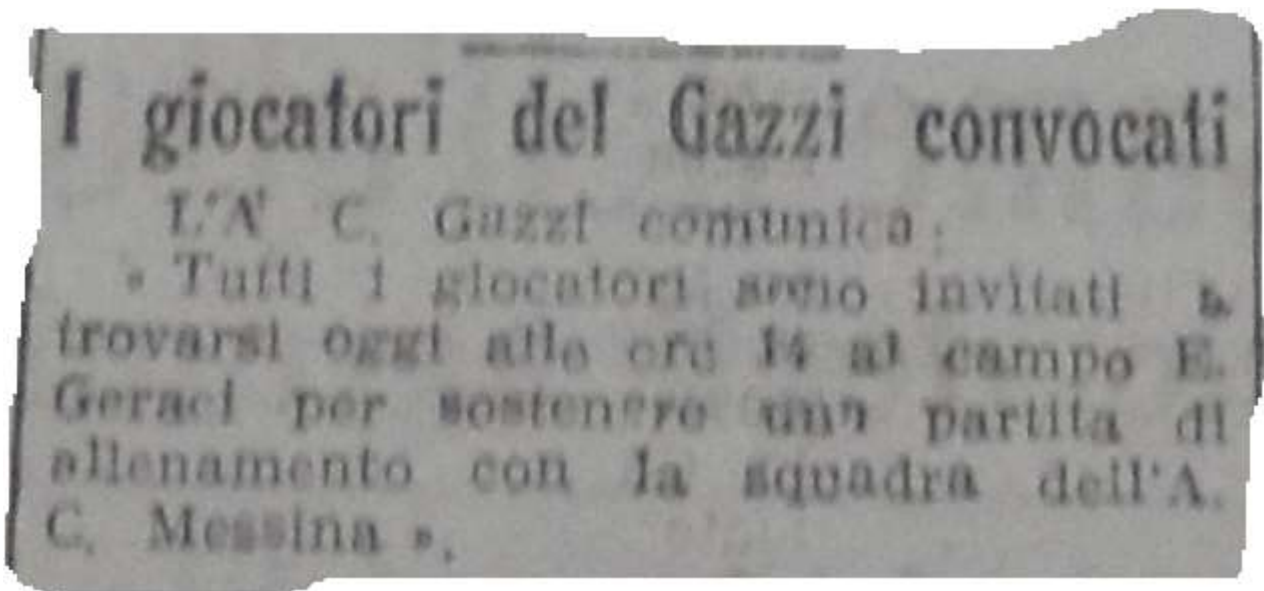 I giocatori del Gazzi convocati
L'A C. Gazzi comunica:
« Tutti i giocatori sono invitati a
trovarsi oggi alle ore 14 al campo E.
Geraci per sostenere una partita di
allenamento con la squadra dell'A.
C. Messina ».